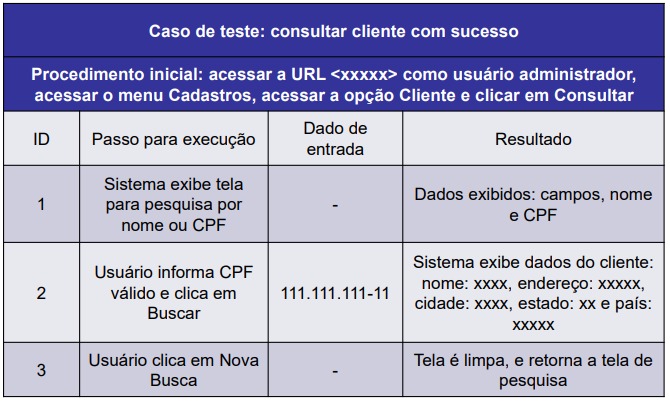 Caso de teste: consultar cliente com sucesso
Procedimento inicial: acessar a URL <xxxxx> como usuário administrador,
acessar o menu Cadastros, acessar a opção Cliente e clicar em Consultar
ID
Passo para execução
Dado de
entrada
Resultado
1
Sistema exibe tela
para pesquisa por
nome ou CPF
-
Dados exibidos: campos, nome
e CPF
2
Usuário informa CPF
válido e clica em
Buscar
111.111.111-11
Sistema exibe dados do cliente:
nome: xxxx, endereço: xxxxx,
cidade: xxxx, estado: xx e país:
xxxxx
3
Usuário clica em Nova
Busca
-
Tela é limpa, e retorna a tela de
pesquisa